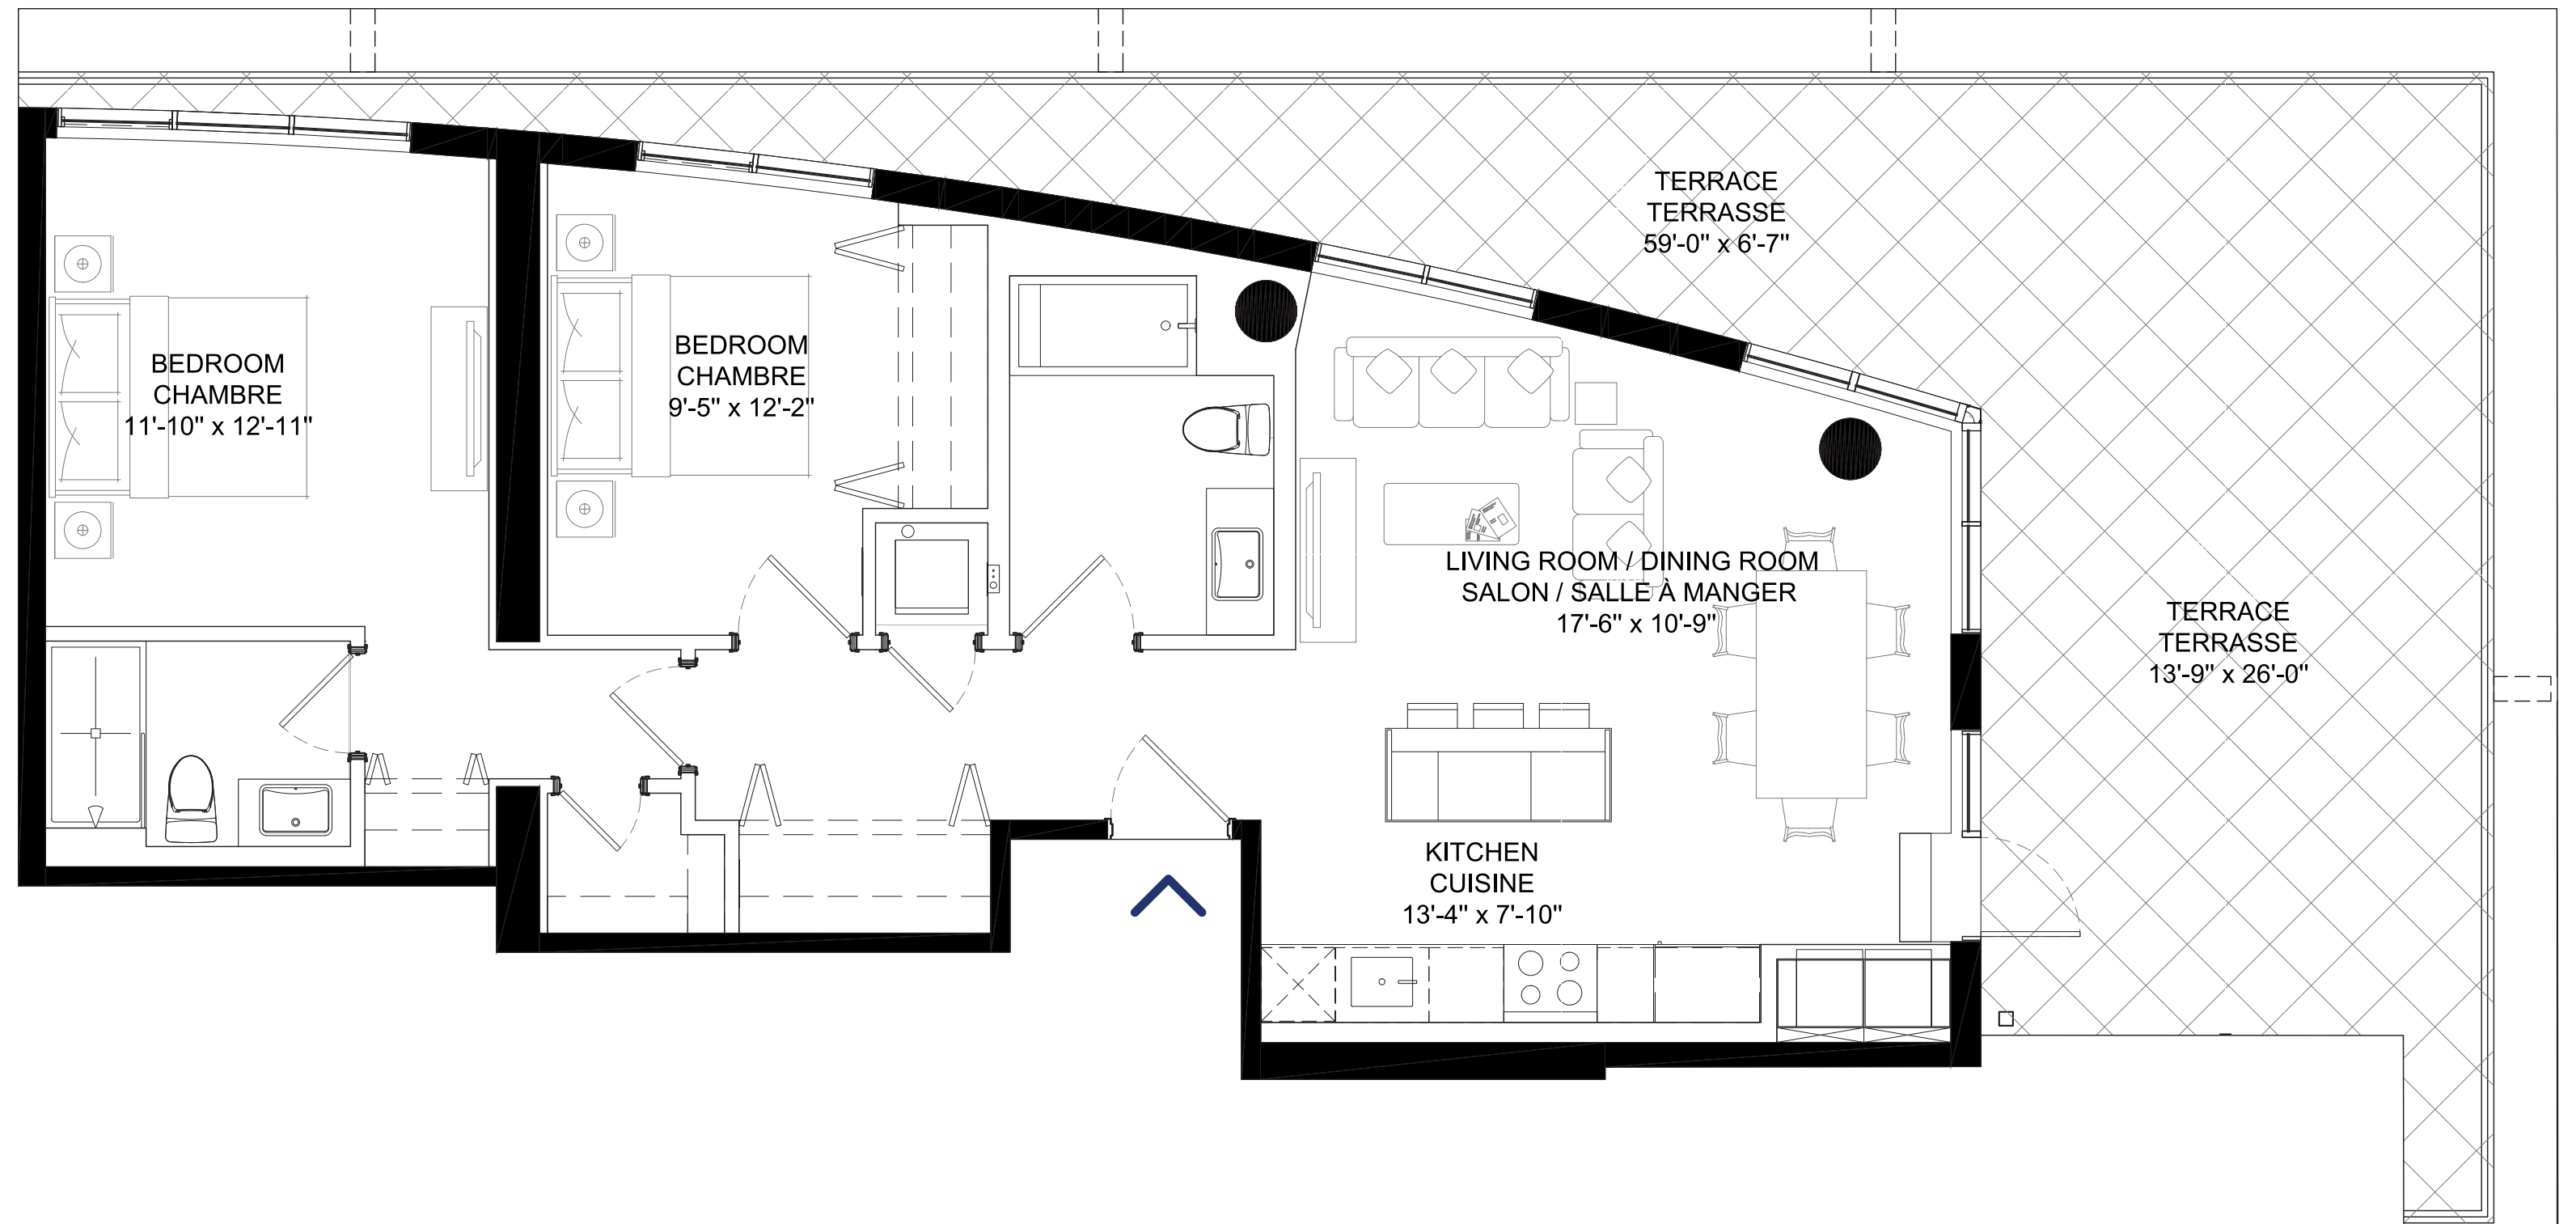 TERRACE
TERRASSE
59'-0" x 6'-7"
BEDROOM
CHAMBRE
11'-10" x 12'-11"
BEDROOM
CHAMBRE
9'-5" x 12'-2"
LIVING ROOM / DINING ROOM
SALON / SALLE À MANGER
17'-6" x 10'-9"
TERRACE
TERRASSE
13'-9" x 26'-0"
KITCHEN
CUISINE
13'-4" x 7'-10"